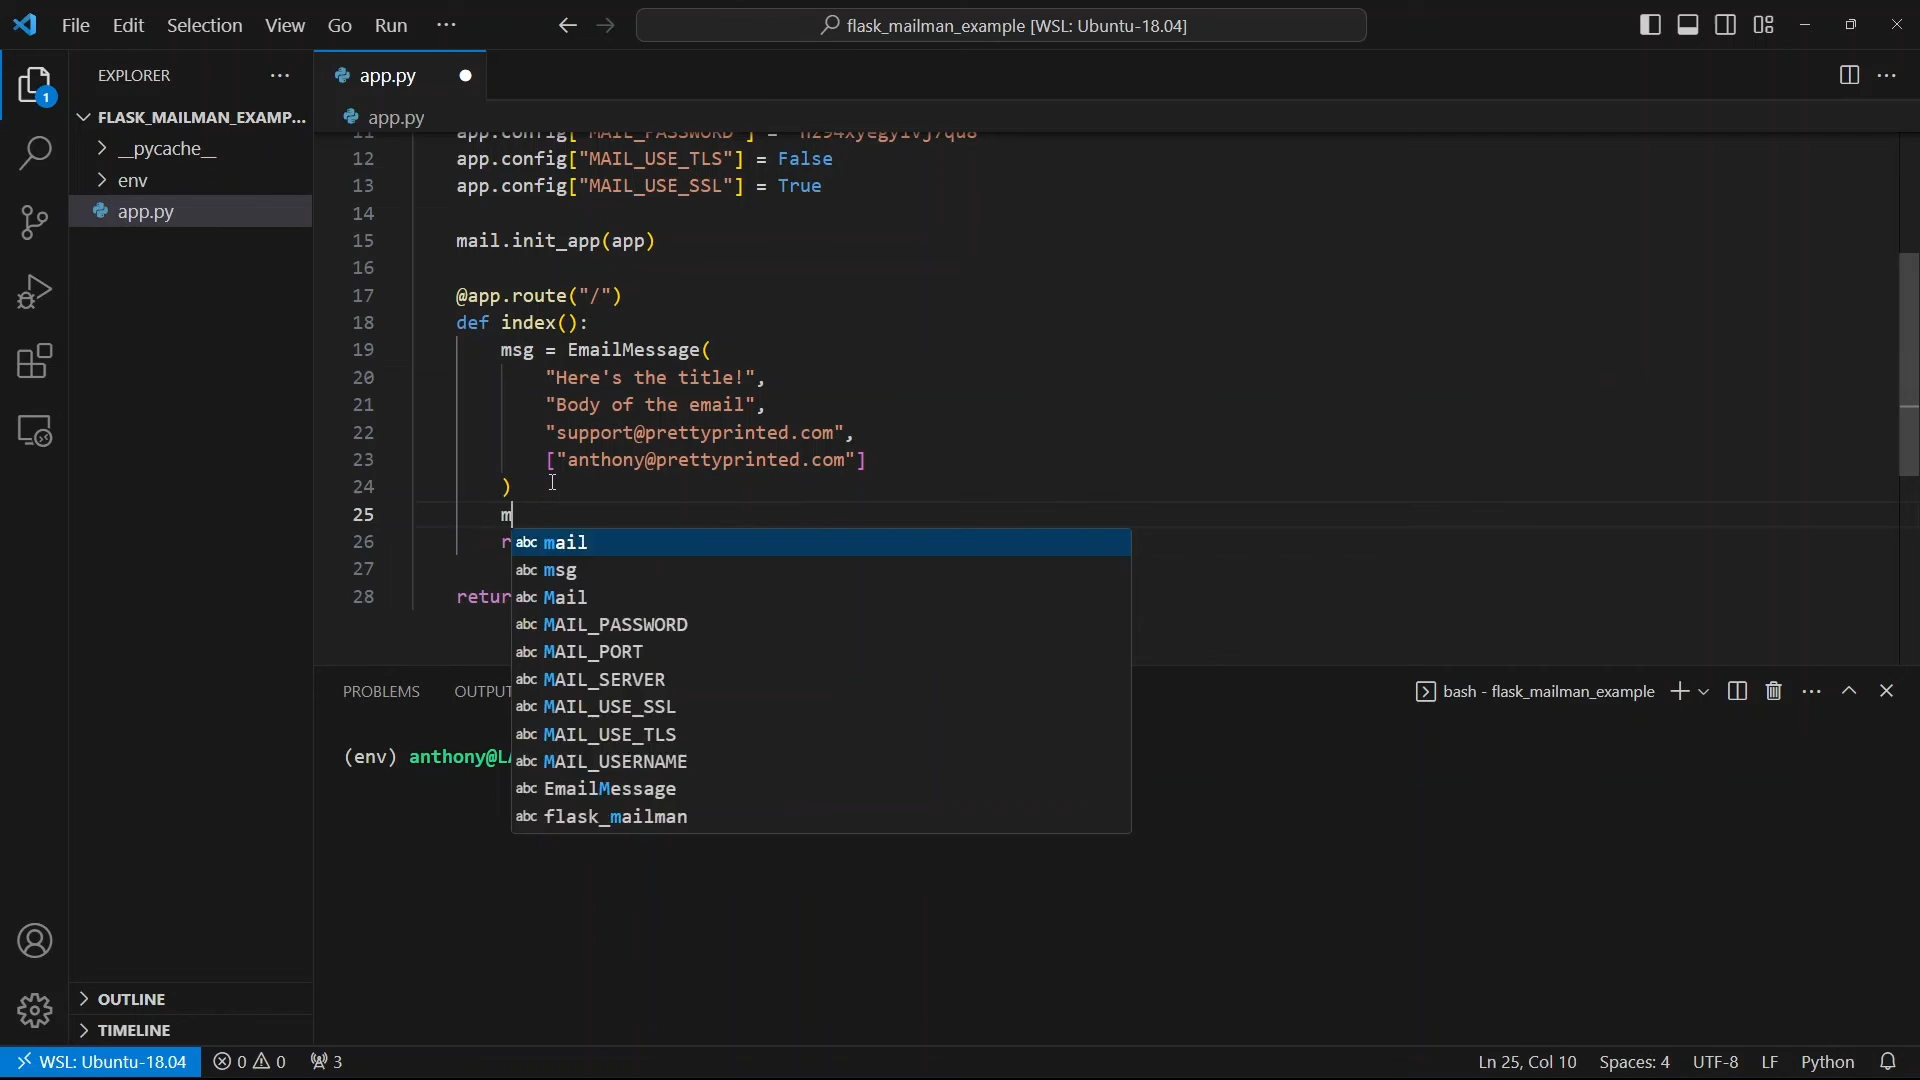 File Edit Selection View Go Run ···
flask_mailman_example [WSL: Ubuntu-18.04]
EXPLORER ···
FLASK_MAILMAN_EXAMP...
__pycache__
env
app.py
1
app.py
app.py
11 app.config["MAIL_PASSWORD"] =
12 app.config["MAIL_USE_TLS"] = False
13 app.config["MAIL_USE_SSL"] = True
14
15 mail.init_app(app)
16
17 @app.route("/")
18 def index():
19 msg = EmailMessage(
20 "Here's the title!",
21 "Body of the email",
22 "support@prettyprinted.com",
23 ["anthony@prettyprinted.com"]
24 )
25 m
26 r
27
28 retur
abc mail
abc msg
abc Mail
abc MAIL_PASSWORD
abc MAIL_PORT
abc MAIL_SERVER
abc MAIL_USE_SSL
abc MAIL_USE_TLS
abc MAIL_USERNAME
abc EmailMessage
abc flask_mailman
PROBLEMS OUTPUT
bash - flask_mailman_example
(env) anthony@LA
OUTLINE
TIMELINE
WSL: Ubuntu-18.04 0 0 3
Ln 25, Col 10 Spaces: 4 UTF-8 LF Python